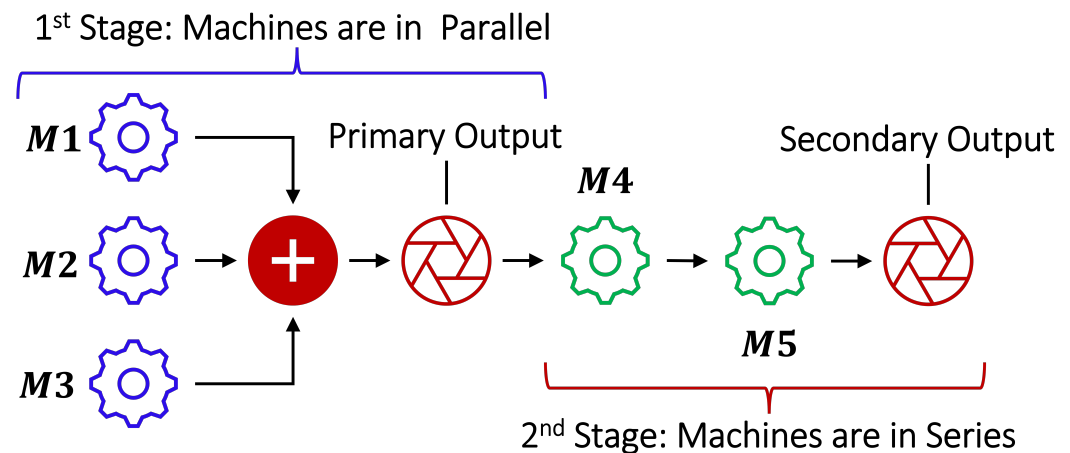 1st Stage: Machines are in Parallel
M1
Primary Output
Secondary Output
M4
M2
M5
M3
2nd Stage: Machines are in Series